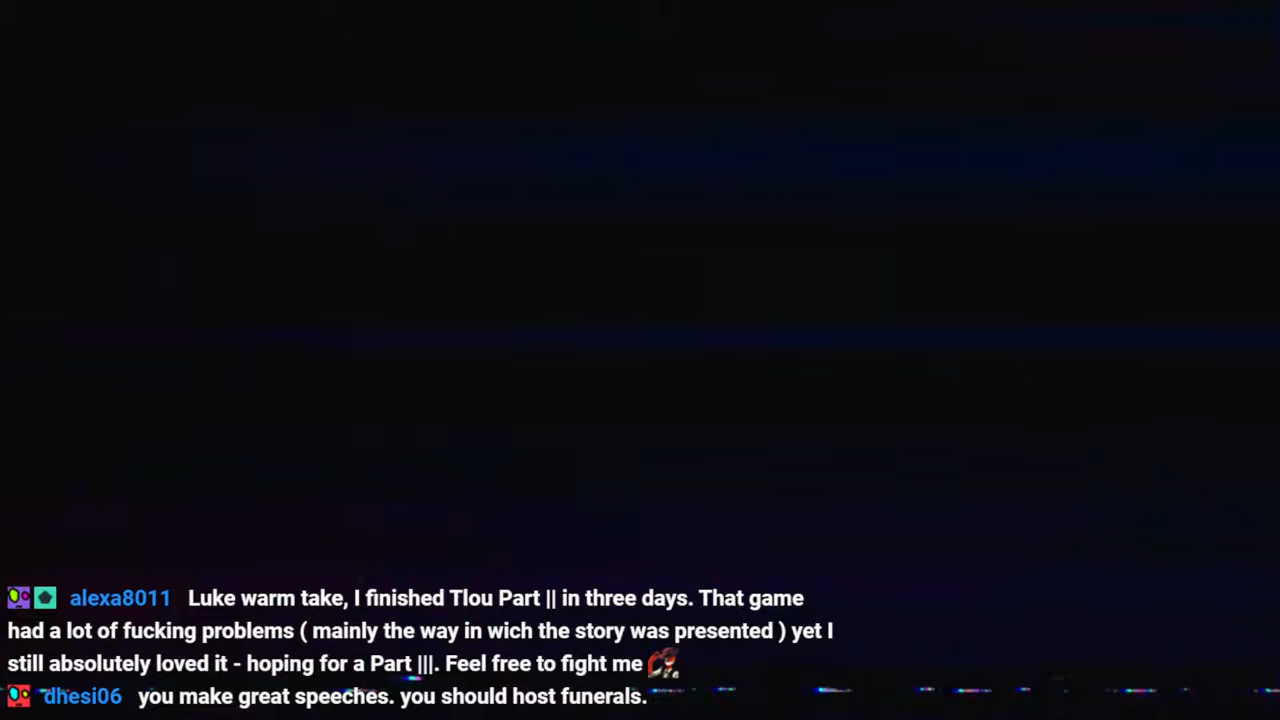 alexa8011 Luke warm take, I finished Tlou Part || in three days. That game
had a lot of fucking problems ( mainly the way in wich the story was presented ) yet I
still absolutely loved it - hoping for a Part |||. Feel free to fight me
dhesi06 you make great speeches. you should host funerals.